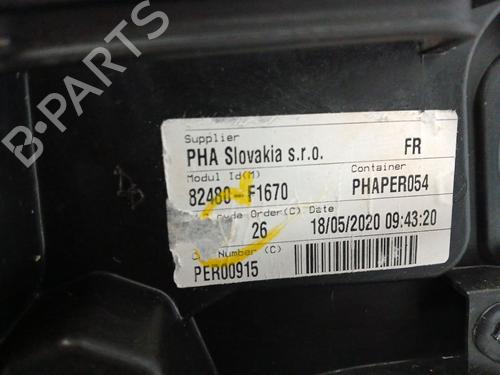 B-PARTS
Supplier
PHA Slovakia s.r.o. FR
Modul Id(M) Container
82480-F1670 PHAPER054
Order(C) Date
26 18/05/2020 09:43:20
Number (C)
PER00915